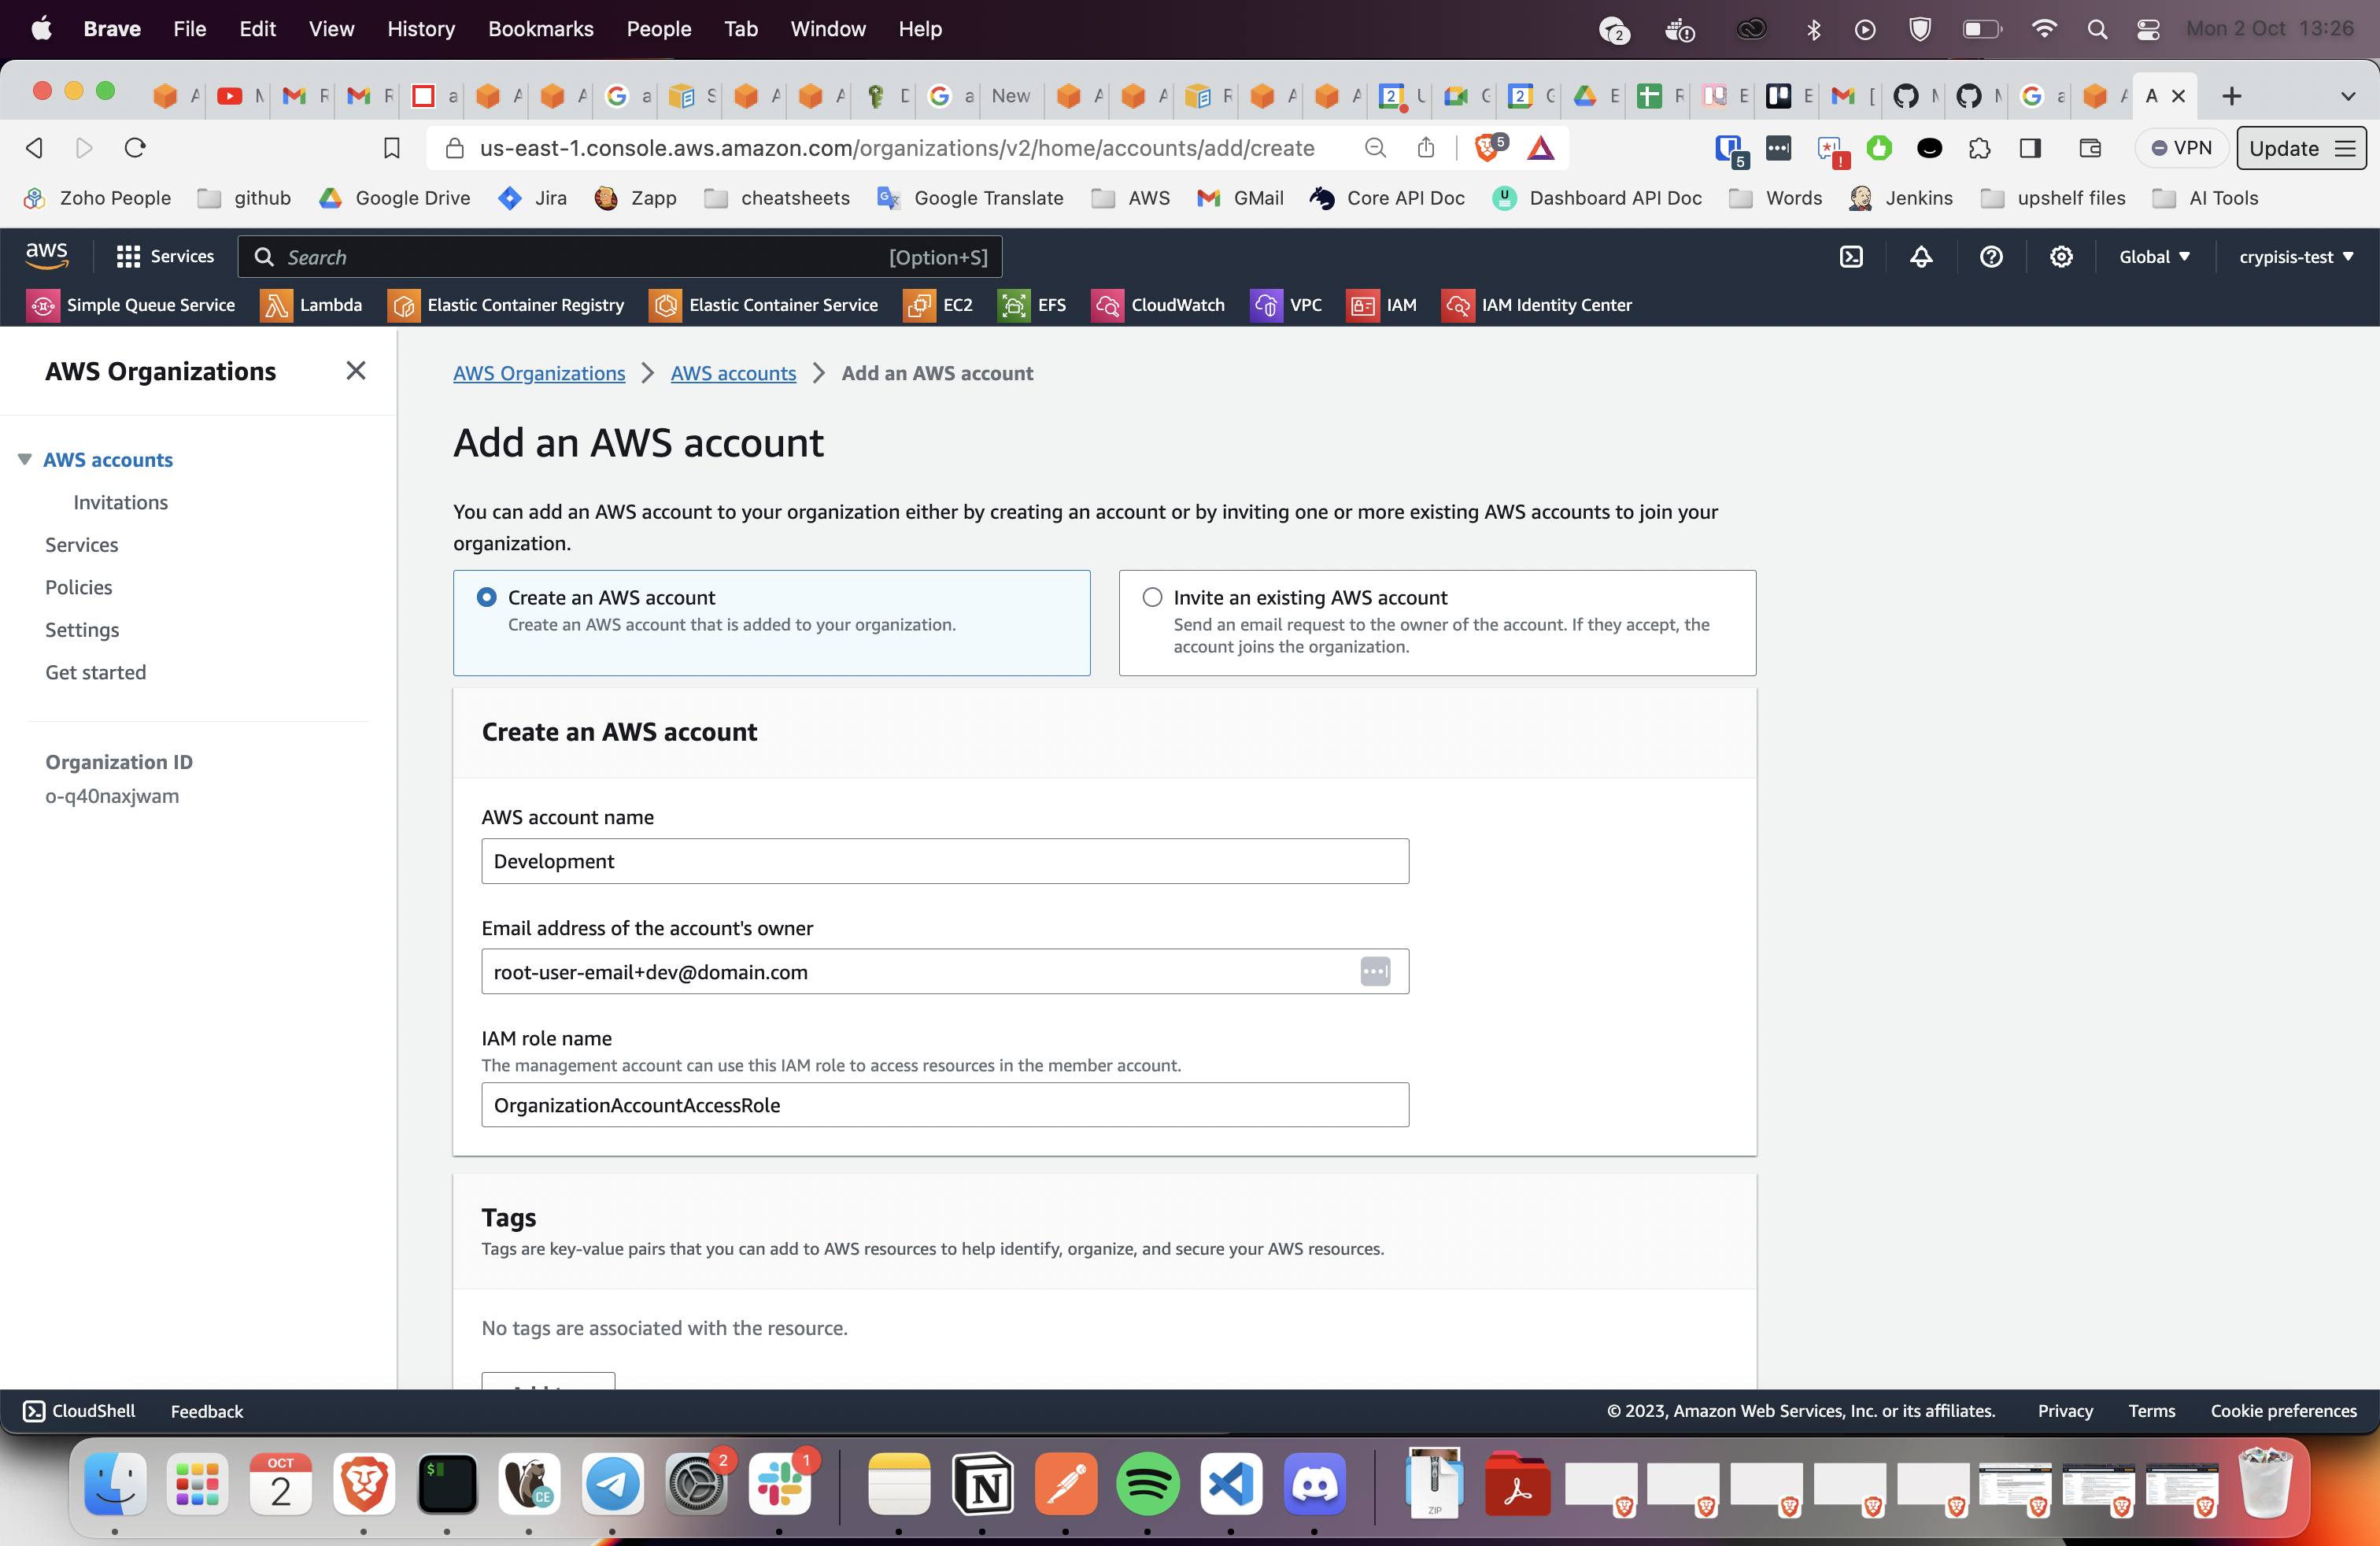 Brave File Edit View History Bookmarks People Tab Window Help 2 Mon 2 Oct 13:26
New
us-east-1.console.aws.amazon.com/organizations/v2/home/accounts/add/create 5 5 VPN Update
Zoho People github Google Drive Jira Zapp cheatsheets Google Translate AWS GMail Core API Doc Dashboard API Doc Words Jenkins upshelf files AI Tools
aws Services Search [Option+S] Global crypisis-test
Simple Queue Service Lambda Elastic Container Registry Elastic Container Service EC2 EFS CloudWatch VPC IAM IAM Identity Center
AWS Organizations
AWS accounts
Invitations
Services
Policies
Settings
Get started
Organization ID
o-q40naxjwam
AWS Organizations > AWS accounts > Add an AWS account
Add an AWS account
You can add an AWS account to your organization either by creating an account or by inviting one or more existing AWS accounts to join your
organization.
Create an AWS account
Create an AWS account that is added to your organization.
Invite an existing AWS account
Send an email request to the owner of the account. If they accept, the
account joins the organization.
Create an AWS account
AWS account name
Development
Email address of the account's owner
root-user-email+dev@domain.com
IAM role name
The management account can use this IAM role to access resources in the member account.
OrganizationAccountAccessRole
Tags
Tags are key-value pairs that you can add to AWS resources to help identify, organize, and secure your AWS resources.
No tags are associated with the resource.
CloudShell Feedback © 2023, Amazon Web Services, Inc. or its affiliates. Privacy Terms Cookie preferences
OCT
2
CE
2
1
ZIP